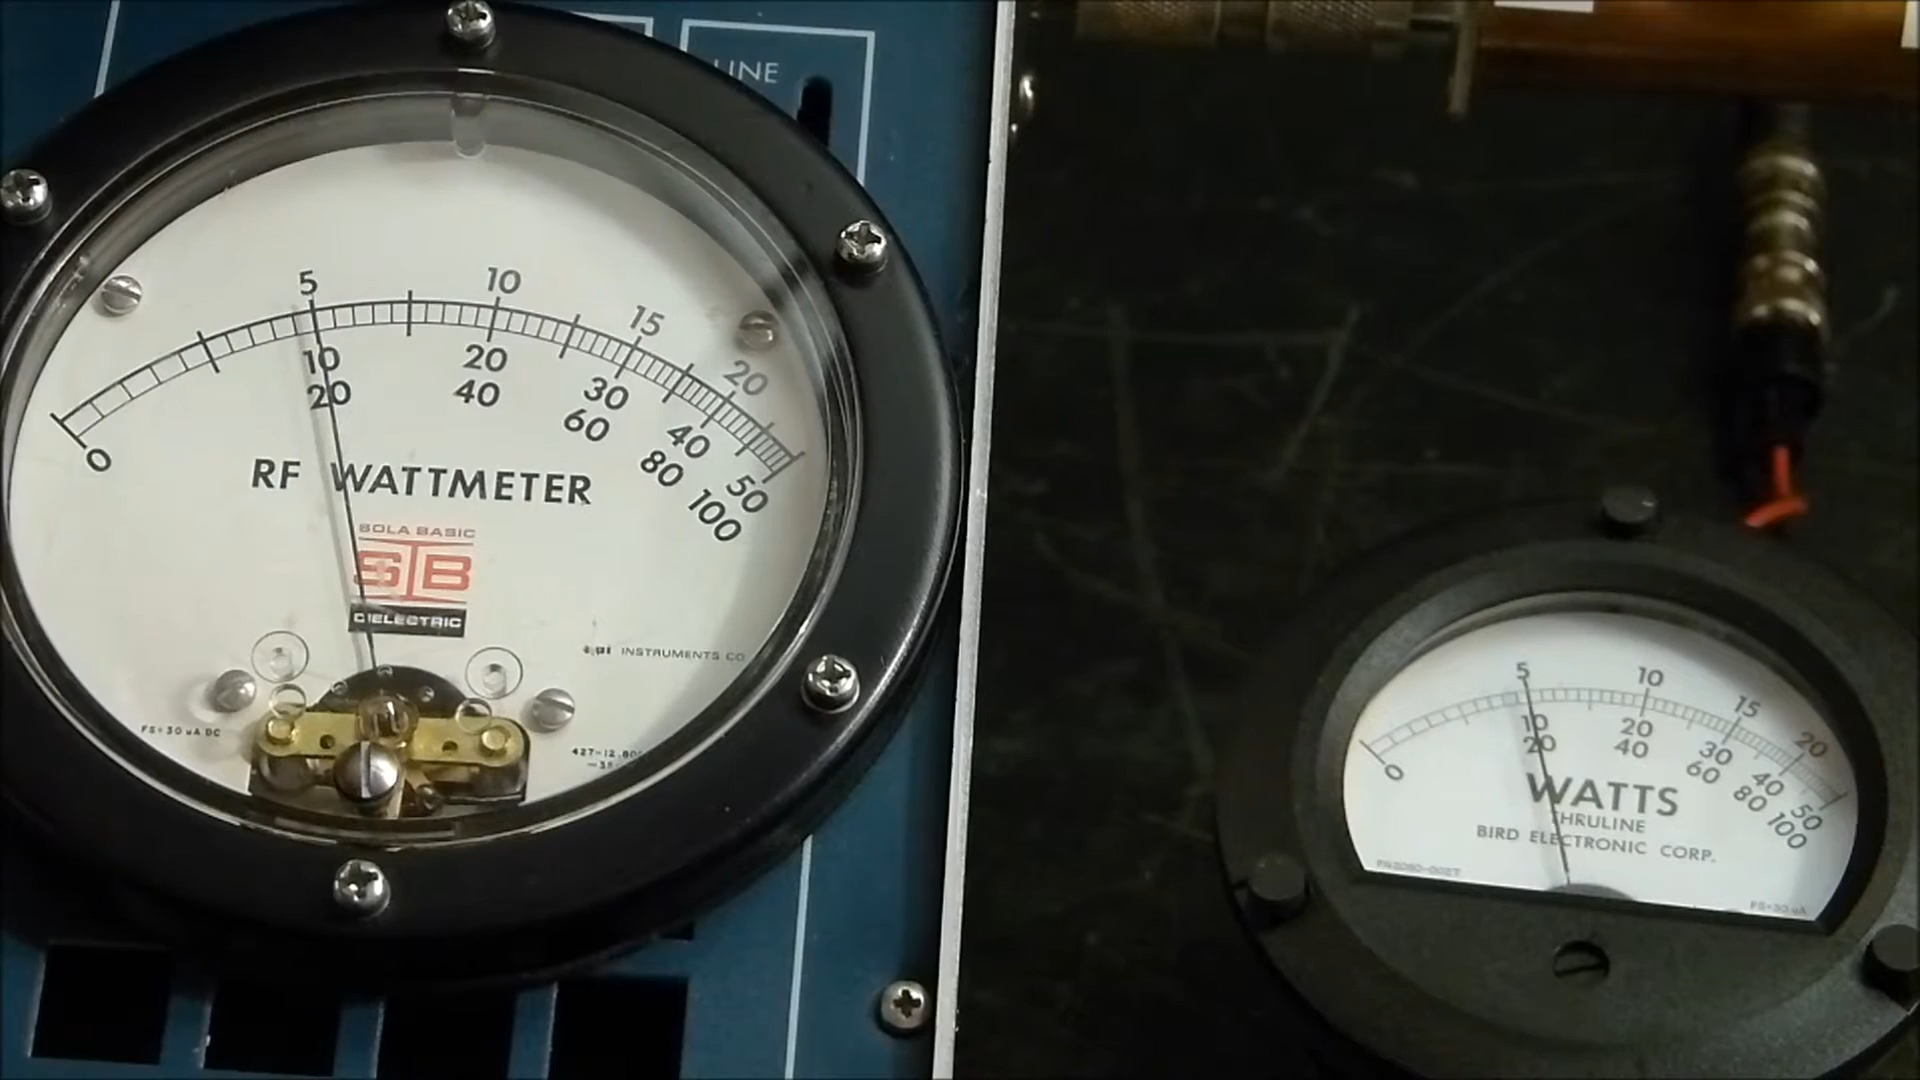 LINE
5 10 15 20
10 20 30 40 50
20 40 60 80 100
0
RF WATTMETER
SOLA BASIC
STB
DIELECTRIC
INSTRUMENTS CO
FS=30 uA DC
5 10 15 20
10 20 30 40 50
20 40 60 80 100
0
WATTS
THRULINE
BIRD ELECTRONIC CORP.
FS=30 uA